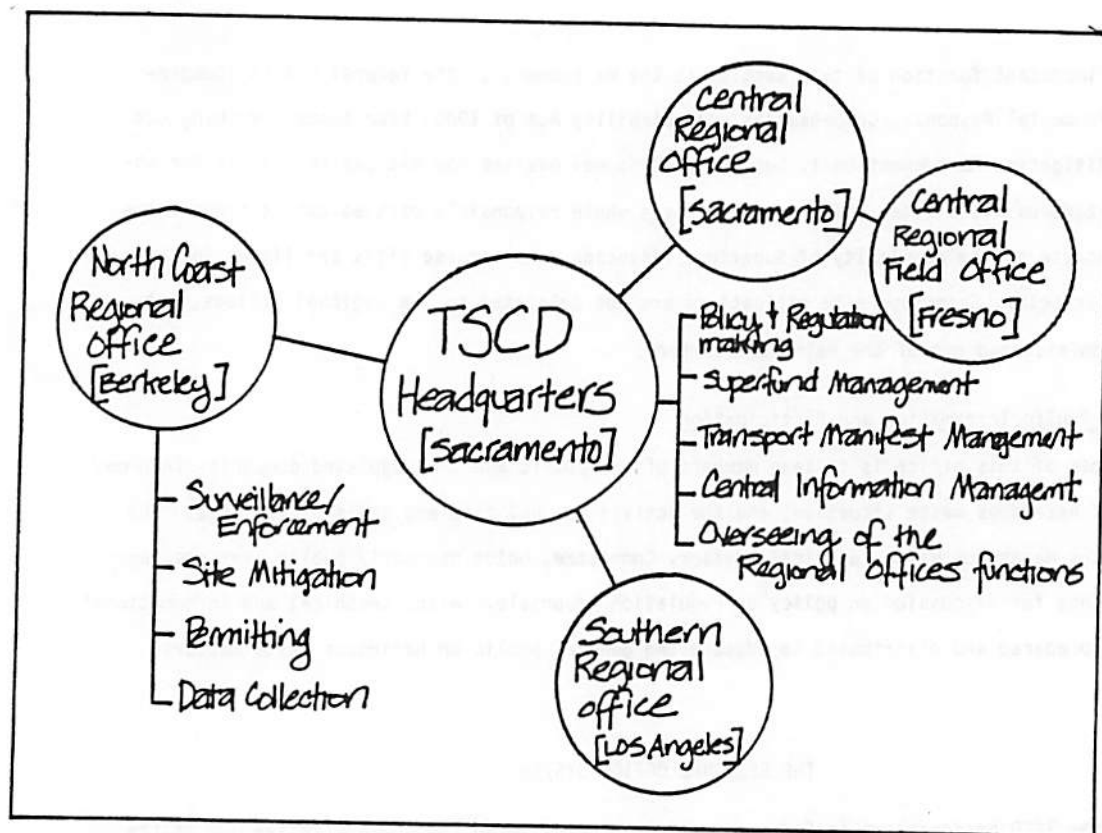 Central
Regional
Office
[Sacramento]
Central
Regional
Field Office
[Fresno]
North Coast
Regional
Office
[Berkeley]
TSCD
Headquarters
[Sacramento]
Policy & Regulation
making
Superfund Management
Transport Manifest Mangement
Central Information Managemt.
Overseeing of the
Regional Offices functions
Surveillance/
Enforcement
Site Mitigation
Permitting
Data Collection
Southern
Regional
Office
[Los Angeles]